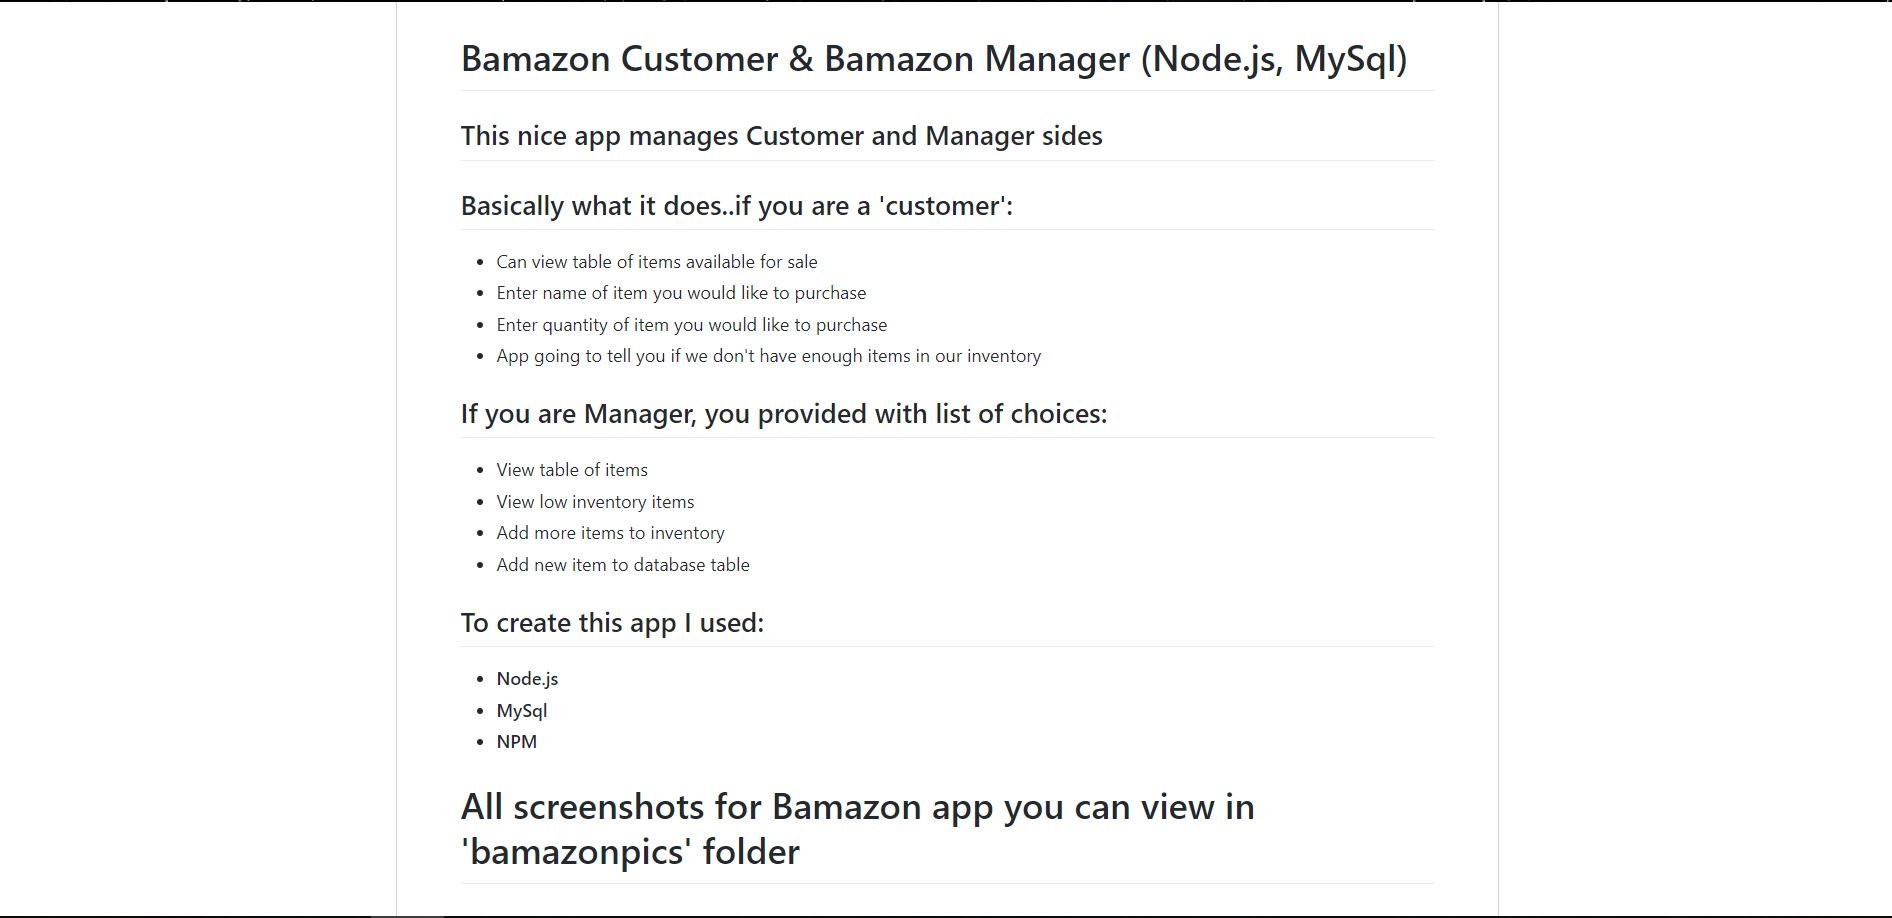 Bamazon Customer & Bamazon Manager (Node.js, MySql)
This nice app manages Customer and Manager sides
Basically what it does..if you are a 'customer':
Can view table of items available for sale
Enter name of item you would like to purchase
Enter quantity of item you would like to purchase
App going to tell you if we don't have enough items in our inventory
If you are Manager, you provided with list of choices:
View table of items
View low inventory items
Add more items to inventory
Add new item to database table
To create this app I used:
Node.js
MySql
NPM
All screenshots for Bamazon app you can view in
'bamazonpics' folder